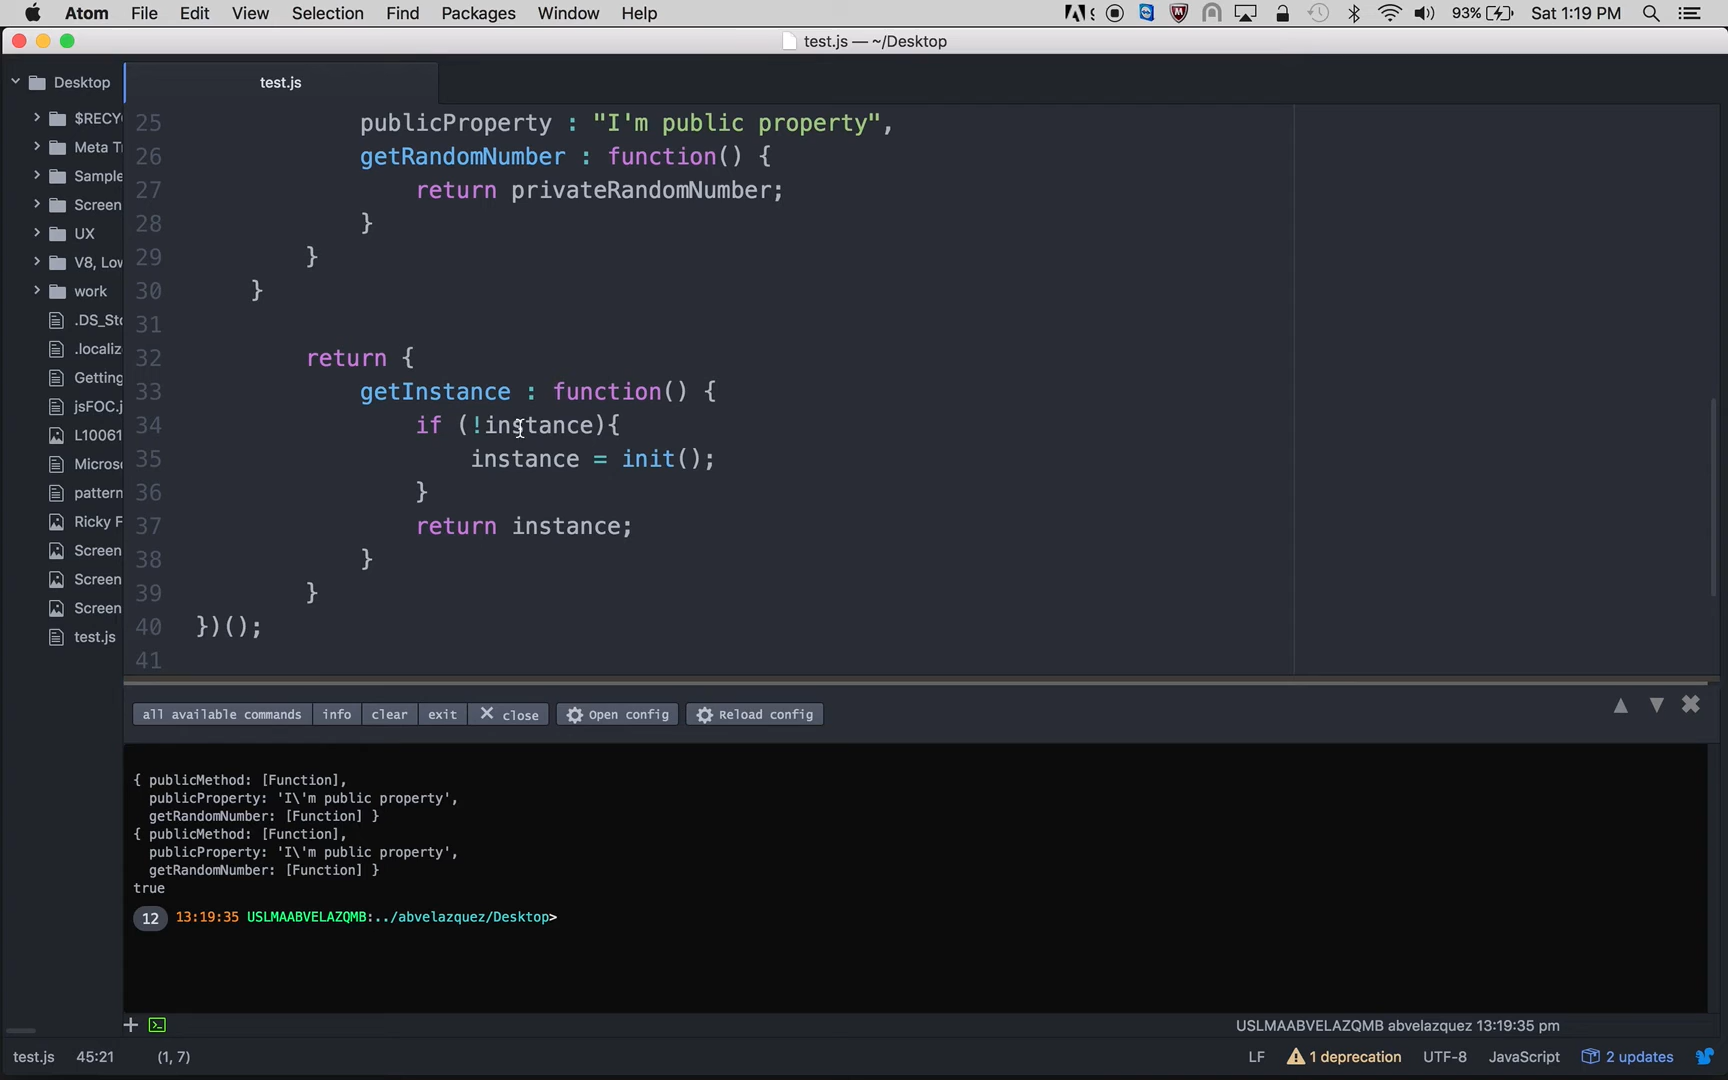 Atom File Edit View Selection Find Packages Window Help 93% Sat 1:19 PM
test.js — ~/Desktop
Desktop
test.js
$RECY
Meta Tr
Sample
Screen
UX
V8, Low
work
.DS_Sto
.localiz
Getting
jsFOC.j
L10061
Microso
pattern
Ricky F
Screen
Screen
Screen
test.js
25 publicProperty : "I'm public property",
26 getRandomNumber : function() {
27 return privateRandomNumber;
28 }
29 }
30 }
31
32 return {
33 getInstance : function() {
34 if (!instance){
35 instance = init();
36 }
37 return instance;
38 }
39 }
40 })();
41
all available commands info clear exit close Open config Reload config
{ publicMethod: [Function],
publicProperty: 'I\'m public property',
getRandomNumber: [Function] }
{ publicMethod: [Function],
publicProperty: 'I\'m public property',
getRandomNumber: [Function] }
true
12 13:19:35 USLMAABVELAZQMB:../abvelazquez/Desktop>
USLMAABVELAZQMB abvelazquez 13:19:35 pm
test.js 45:21 (1, 7) LF 1 deprecation UTF-8 JavaScript 2 updates